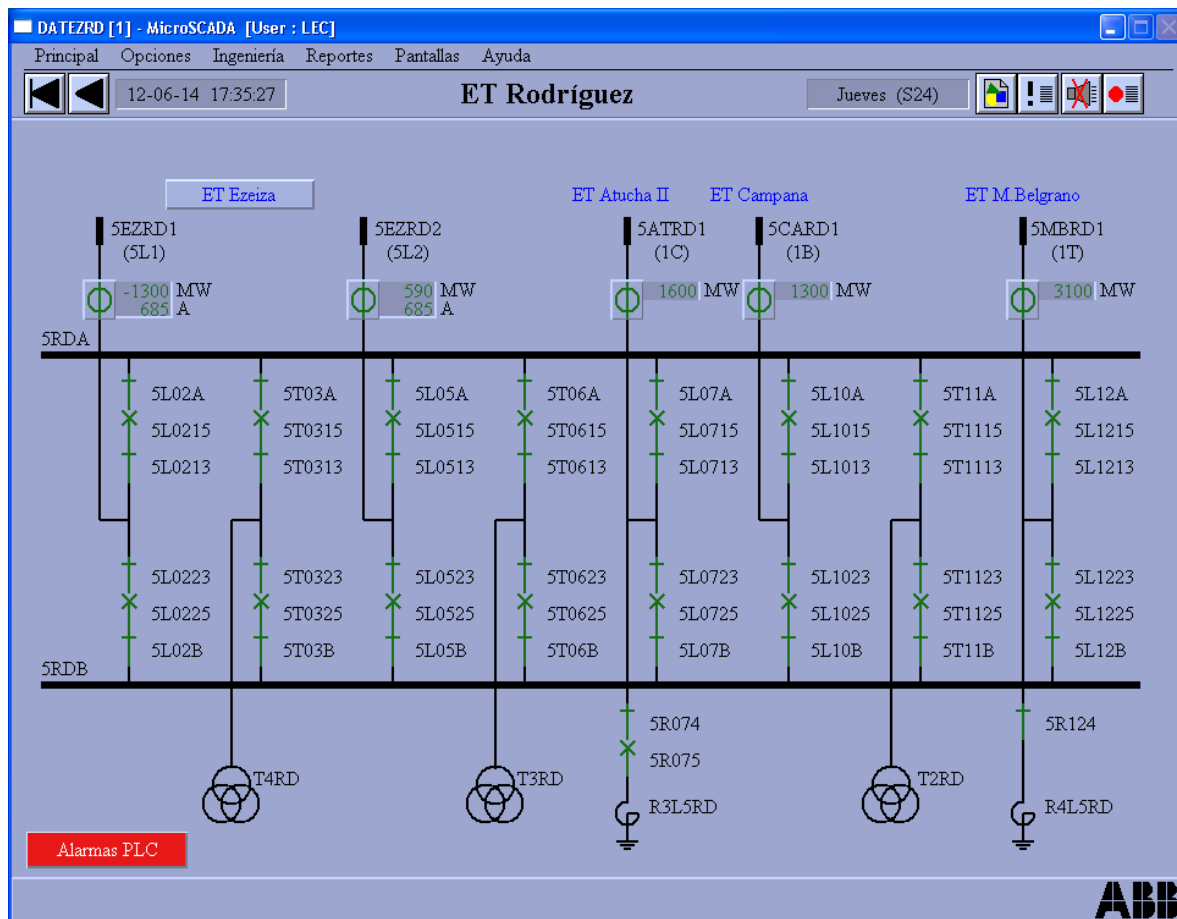 DATEZRD [1] - MicroSCADA [User : LEC]
Principal Opciones Ingeniería Reportes Pantallas Ayuda
12-06-14 17:35:27 ET Rodríguez Jueves (S24)
ET Ezeiza ET Atucha II ET Campana ET M.Belgrano
5EZRD1 5EZRD2 5ATRD1 5CARD1 5MBRD1
(5L1) (5L2) (1C) (1B) (1T)
-1300 MW 590 MW 1600 MW 1300 MW 3100 MW
685 A 685 A
5RDA
5L02A 5T03A 5L05A 5T06A 5L07A 5L10A 5T11A 5L12A
5L0215 5T0315 5L0515 5T0615 5L0715 5L1015 5T1115 5L1215
5L0213 5T0313 5L0513 5T0613 5L0713 5L1013 5T1113 5L1213
5L0223 5T0323 5L0523 5T0623 5L0723 5L1023 5T1123 5L1223
5L0225 5T0325 5L0525 5T0625 5L0725 5L1025 5T1125 5L1225
5L02B 5T03B 5L05B 5T06B 5L07B 5L10B 5T11B 5L12B
5RDB
5R074 5R124
5R075
T4RD T3RD T2RD
R3L5RD R4L5RD
Alarmas PLC
ABB